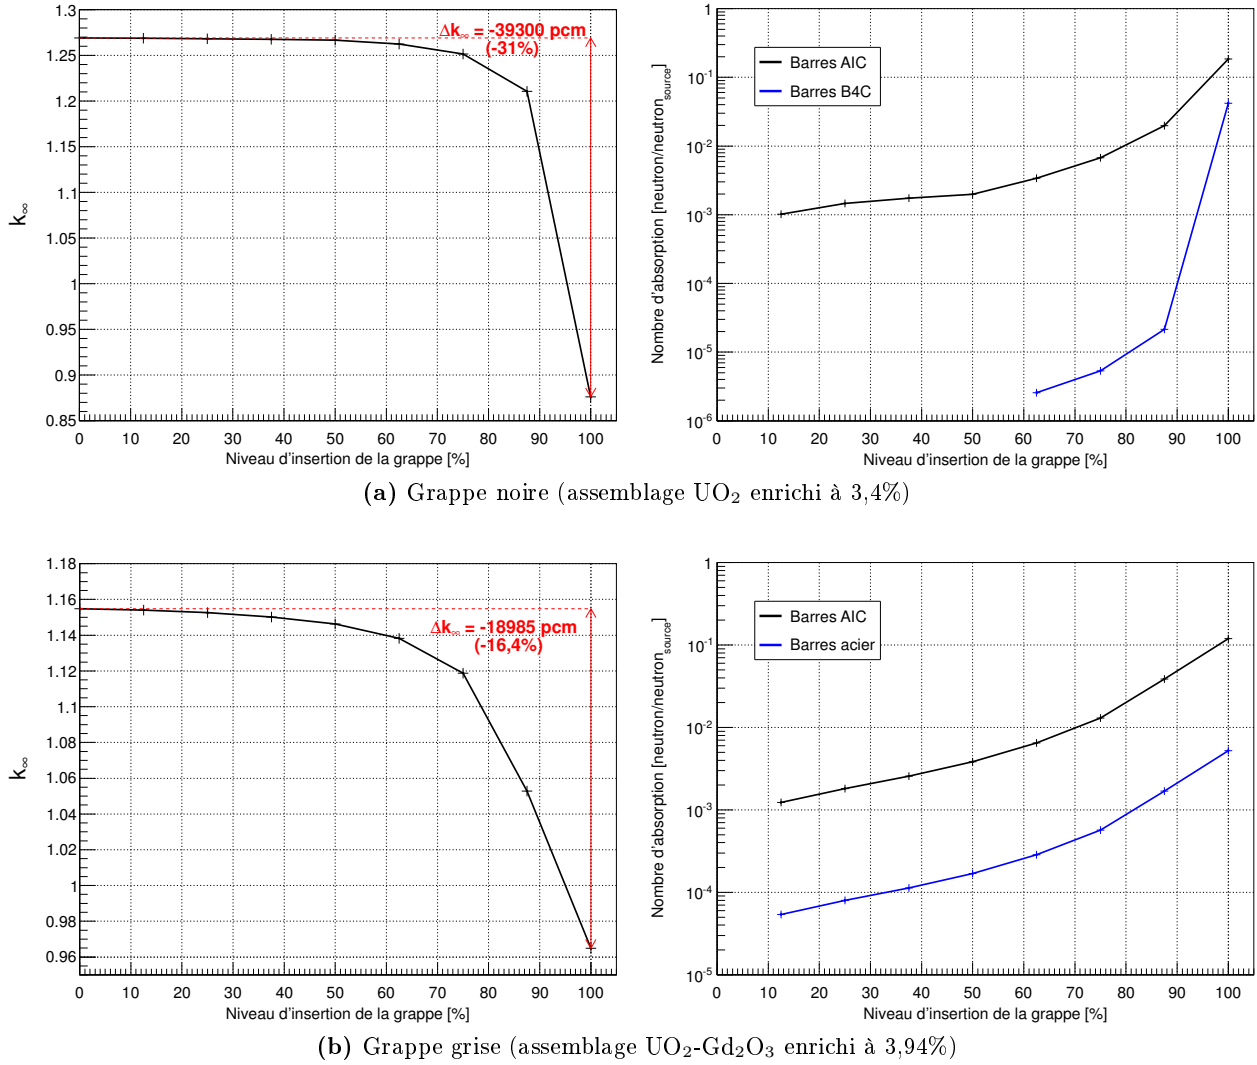 1.3
1.25
1.2
1.15
1.1
1.05
1
0.95
0.9
0.85
k∞
Δk∞ = -39300 pcm
(-31%)
0 10 20 30 40 50 60 70 80 90 100
Niveau d'insertion de la grappe [%]
1
10⁻¹
10⁻²
10⁻³
10⁻⁴
10⁻⁵
10⁻⁶
Nombre d'absorption [neutron/neutron_source]
Barres AIC
Barres B4C
0 10 20 30 40 50 60 70 80 90 100
Niveau d'insertion de la grappe [%]
(a) Grappe noire (assemblage UO₂ enrichi à 3,4%)
1.18
1.16
1.14
1.12
1.1
1.08
1.06
1.04
1.02
1
0.98
0.96
k∞
Δk∞ = -18985 pcm
(-16,4%)
0 10 20 30 40 50 60 70 80 90 100
Niveau d'insertion de la grappe [%]
1
10⁻¹
10⁻²
10⁻³
10⁻⁴
10⁻⁵
Nombre d'absorption [neutron/neutron_source]
Barres AIC
Barres acier
0 10 20 30 40 50 60 70 80 90 100
Niveau d'insertion de la grappe [%]
(b) Grappe grise (assemblage UO₂-Gd₂O₃ enrichi à 3,94%)